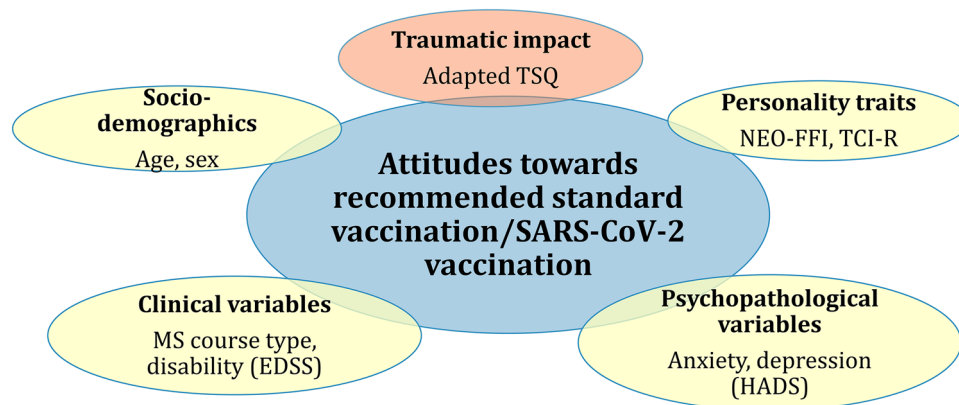 Traumatic impact
Adapted TSQ
Socio-
demographics
Age, sex
Personality traits
NEO-FFI, TCI-R
Attitudes towards
recommended standard
vaccination/SARS-CoV-2
vaccination
Clinical variables
MS course type,
disability (EDSS)
Psychopathological
variables
Anxiety, depression
(HADS)